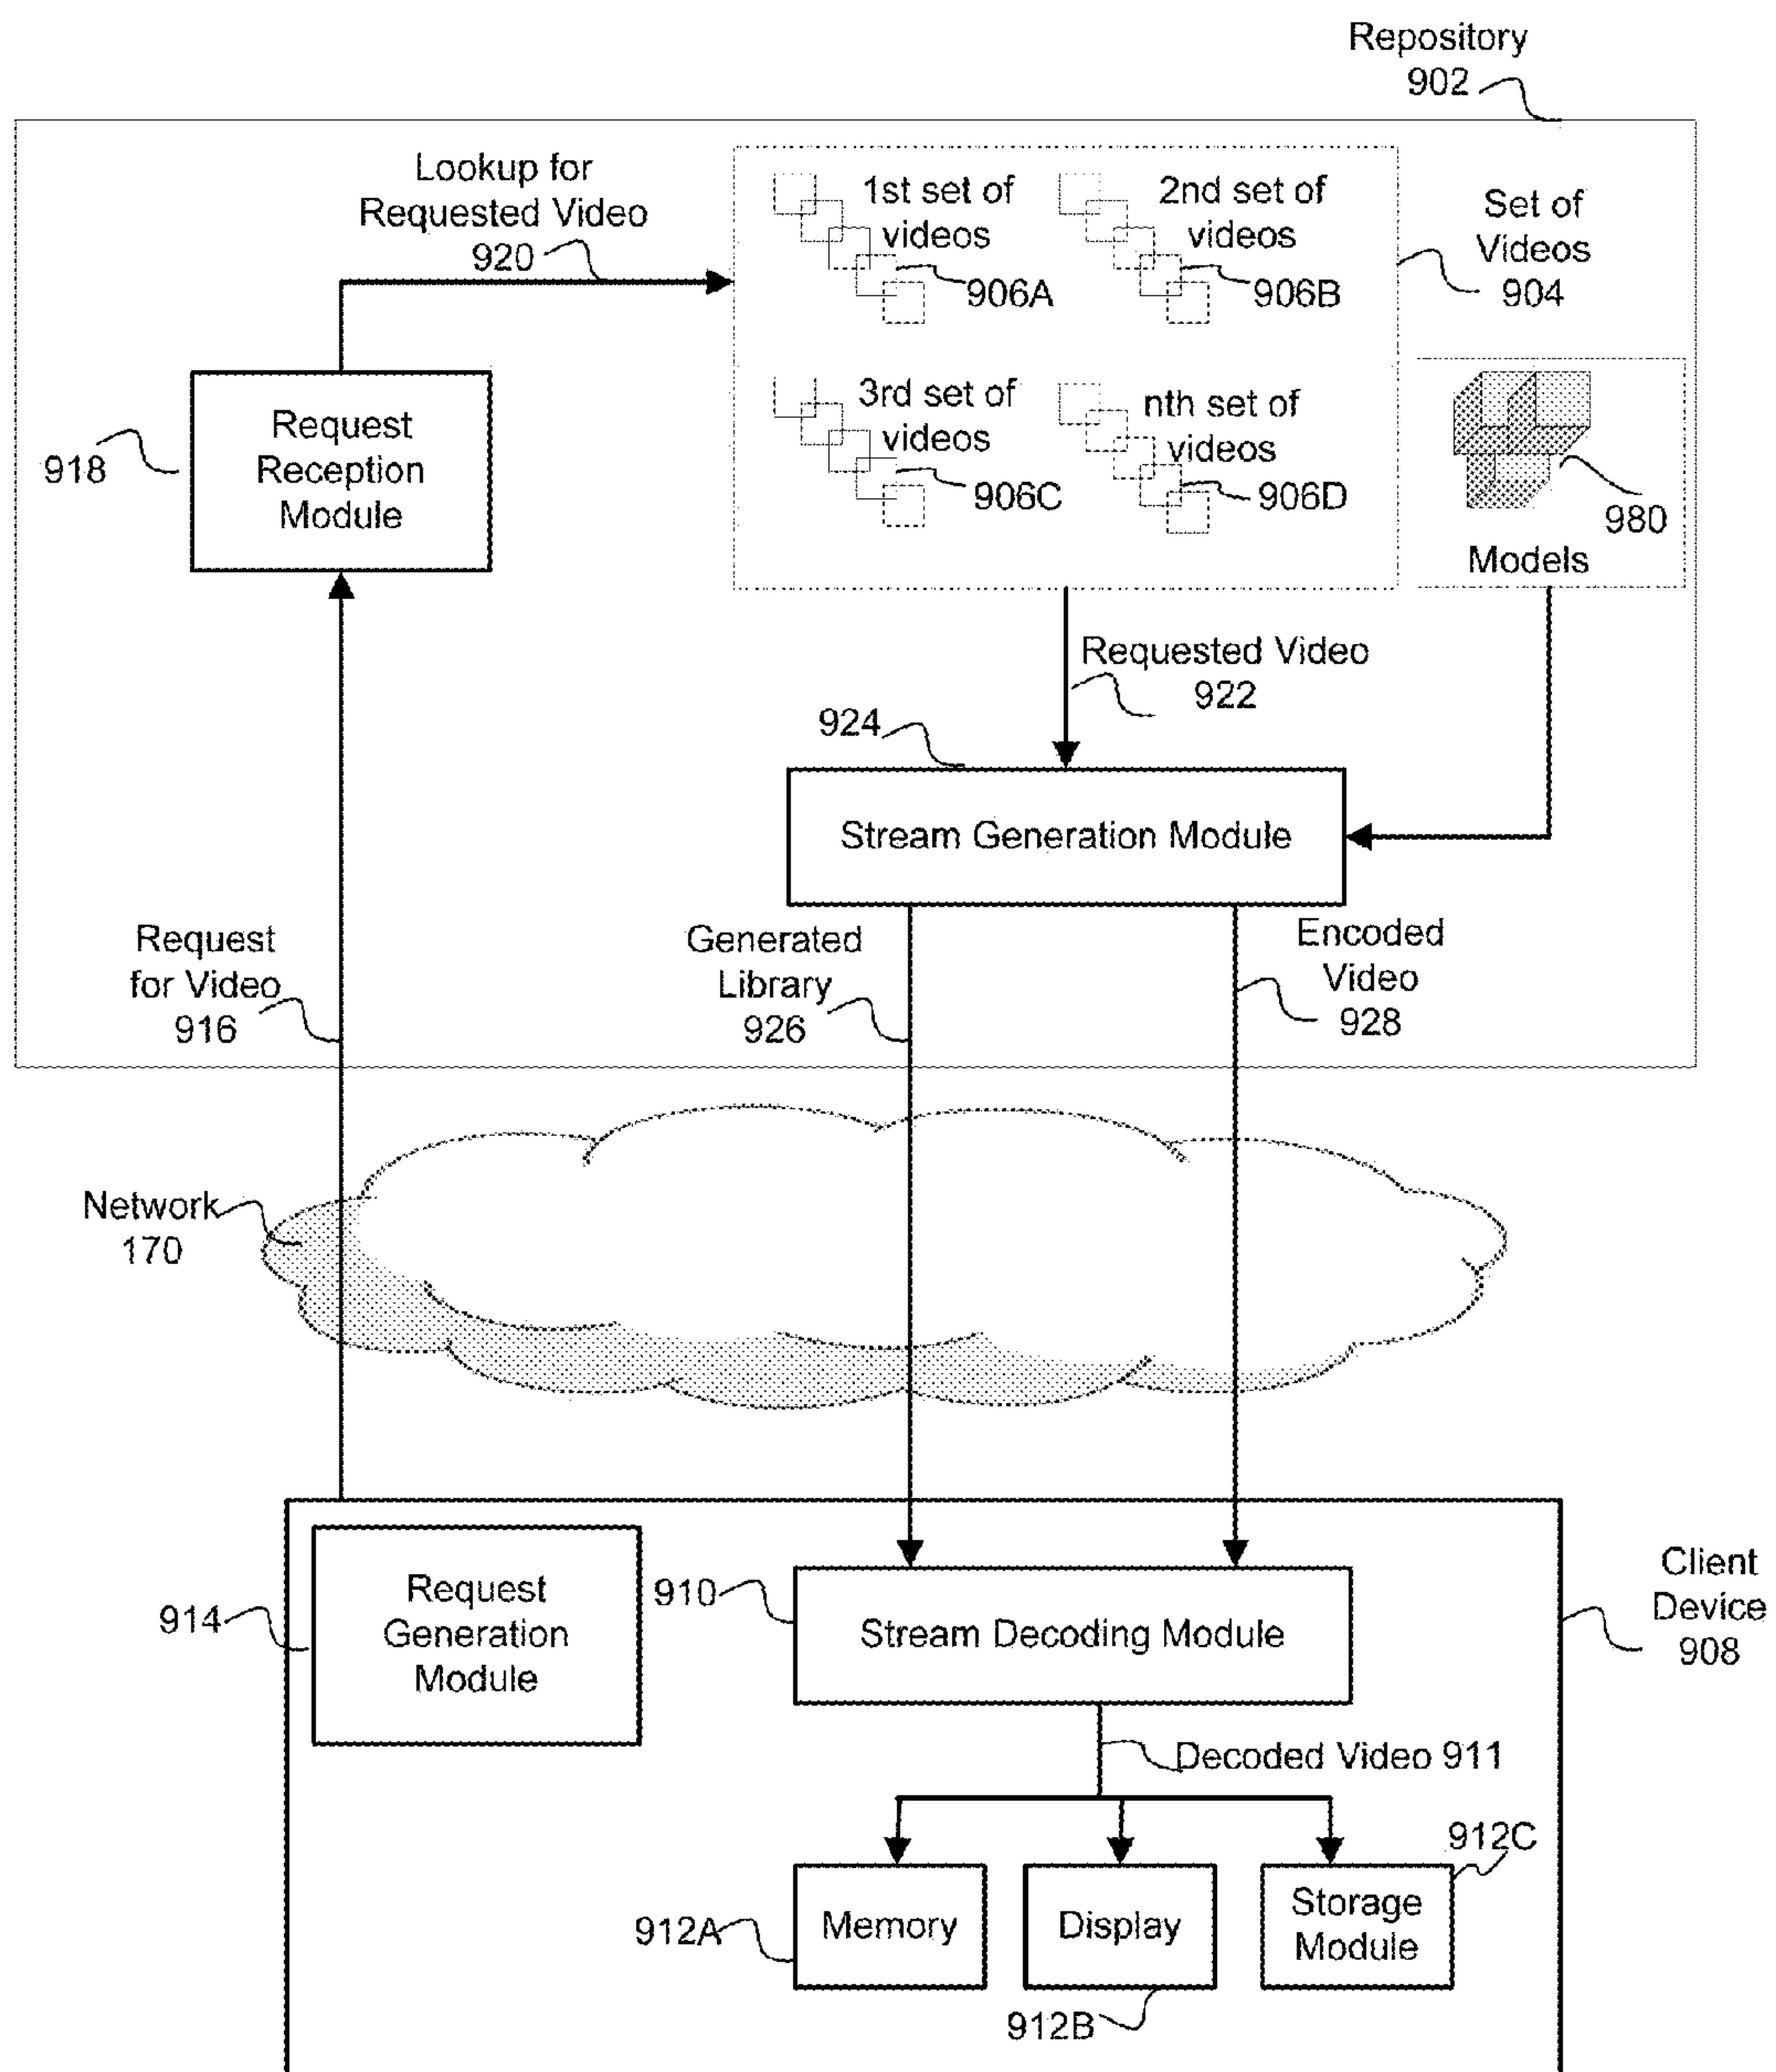 Repository
902
Lookup for
Requested Video
920
1st set of
videos
906A
2nd set of
videos
906B
Set of
Videos
904
3rd set of
videos
906C
nth set of
videos
906D
980
Models
918
Request
Reception
Module
Requested Video
922
924
Stream Generation Module
Request
for Video
916
Generated
Library
926
Encoded
Video
928
Network
170
914
Request
Generation
Module
910
Stream Decoding Module
Client
Device
908
Decoded Video 911
912C
912A
Memory
Display
Storage
Module
912B